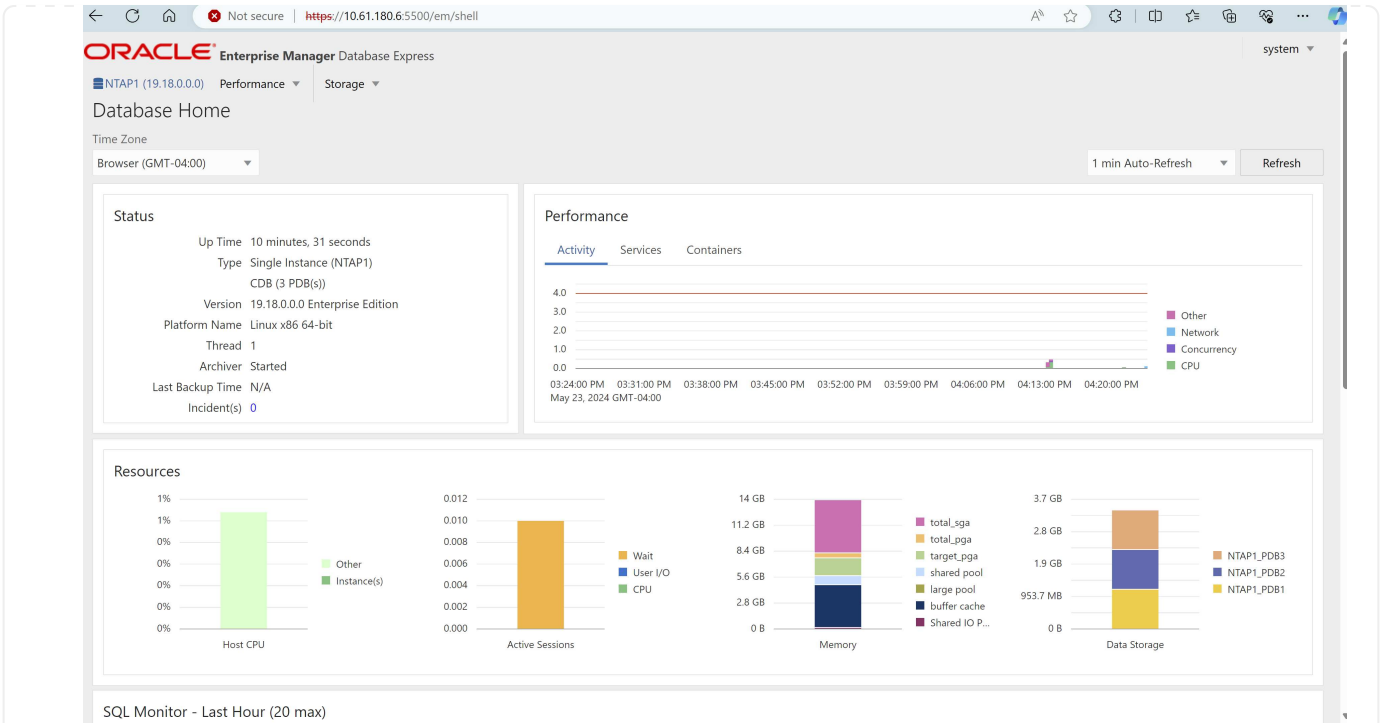 Not secure | https://10.61.180.6:5500/em/shell
ORACLE Enterprise Manager Database Express
system
NTAP1 (19.18.0.0.0) Performance Storage
Database Home
Time Zone
Browser (GMT-04:00)
1 min Auto-Refresh
Refresh
Status
Up Time 10 minutes, 31 seconds
Type Single Instance (NTAP1)
CDB (3 PDB(s))
Version 19.18.0.0.0 Enterprise Edition
Platform Name Linux x86 64-bit
Thread 1
Archiver Started
Last Backup Time N/A
Incident(s) 0
Performance
Activity Services Containers
4.0
3.0
2.0
1.0
0.0
03:24:00 PM 03:31:00 PM 03:38:00 PM 03:45:00 PM 03:52:00 PM 03:59:00 PM 04:06:00 PM 04:13:00 PM 04:20:00 PM
May 23, 2024 GMT-04:00
Other
Network
Concurrency
CPU
Resources
1%
1%
0%
0%
0%
0%
0%
Host CPU
Other
Instance(s)
0.012
0.010
0.008
0.006
0.004
0.002
0.000
Active Sessions
Wait
User I/O
CPU
14 GB
11.2 GB
8.4 GB
5.6 GB
2.8 GB
0 B
Memory
total_sga
total_pga
target_pga
shared pool
large pool
buffer cache
Shared IO P...
3.7 GB
2.8 GB
1.9 GB
953.7 MB
0 B
Data Storage
NTAP1_PDB3
NTAP1_PDB2
NTAP1_PDB1
SQL Monitor - Last Hour (20 max)